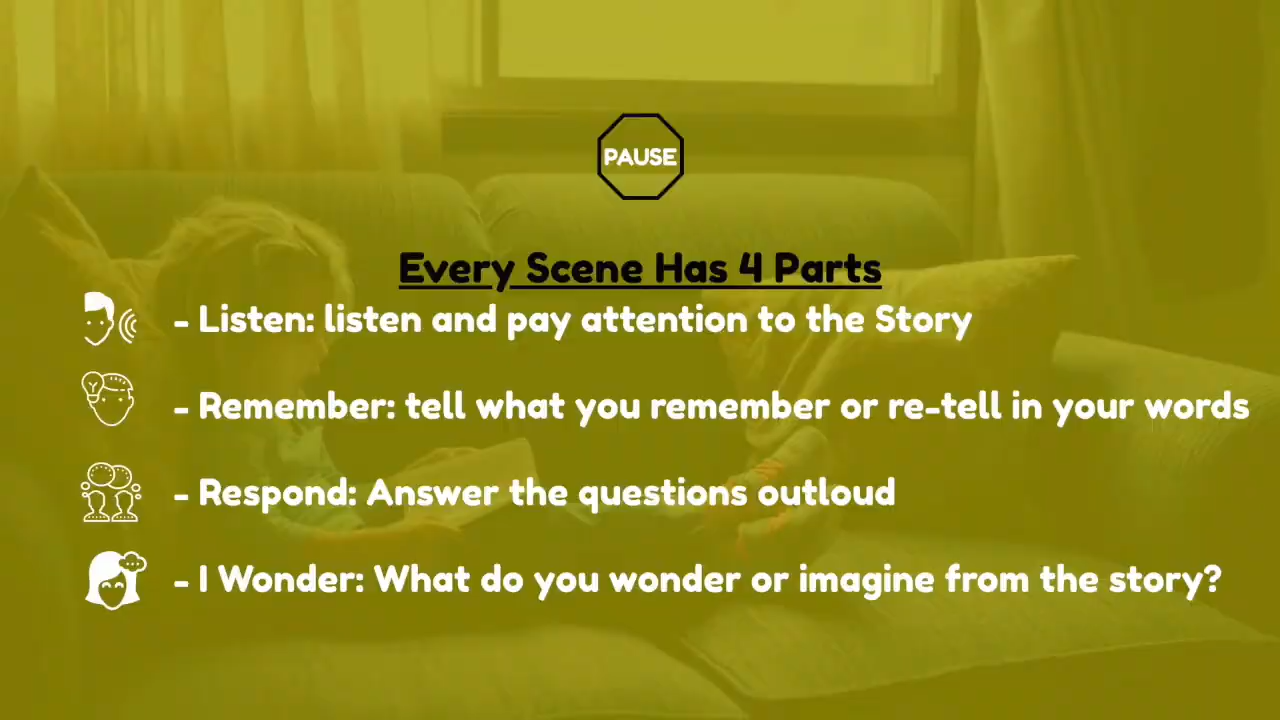 PAUSE
Every Scene Has 4 Parts
- Listen: listen and pay attention to the Story
- Remember: tell what you remember or re-tell in your words
- Respond: Answer the questions outloud
- I Wonder: What do you wonder or imagine from the story?